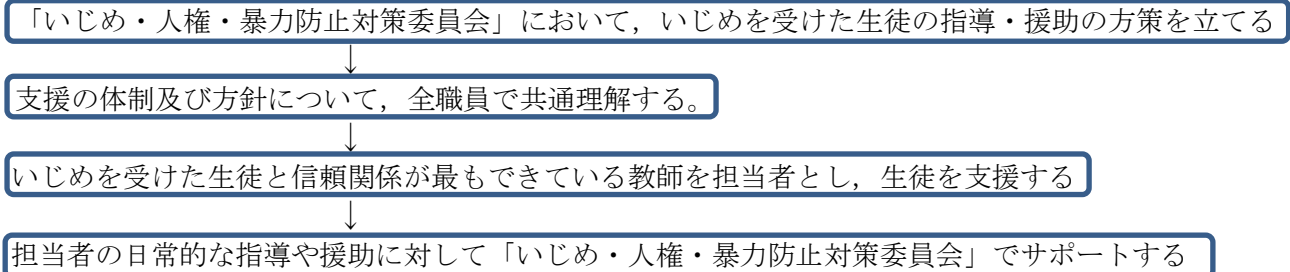 「いじめ・人権・暴力防止対策委員会」において，いじめを受けた生徒の指導・援助の方策を立てる
↓
支援の体制及び方針について，全職員で共通理解する。
↓
いじめを受けた生徒と信頼関係が最もできている教師を担当者とし，生徒を支援する
↓
担当者の日常的な指導や援助に対して「いじめ・人権・暴力防止対策委員会」でサポートする